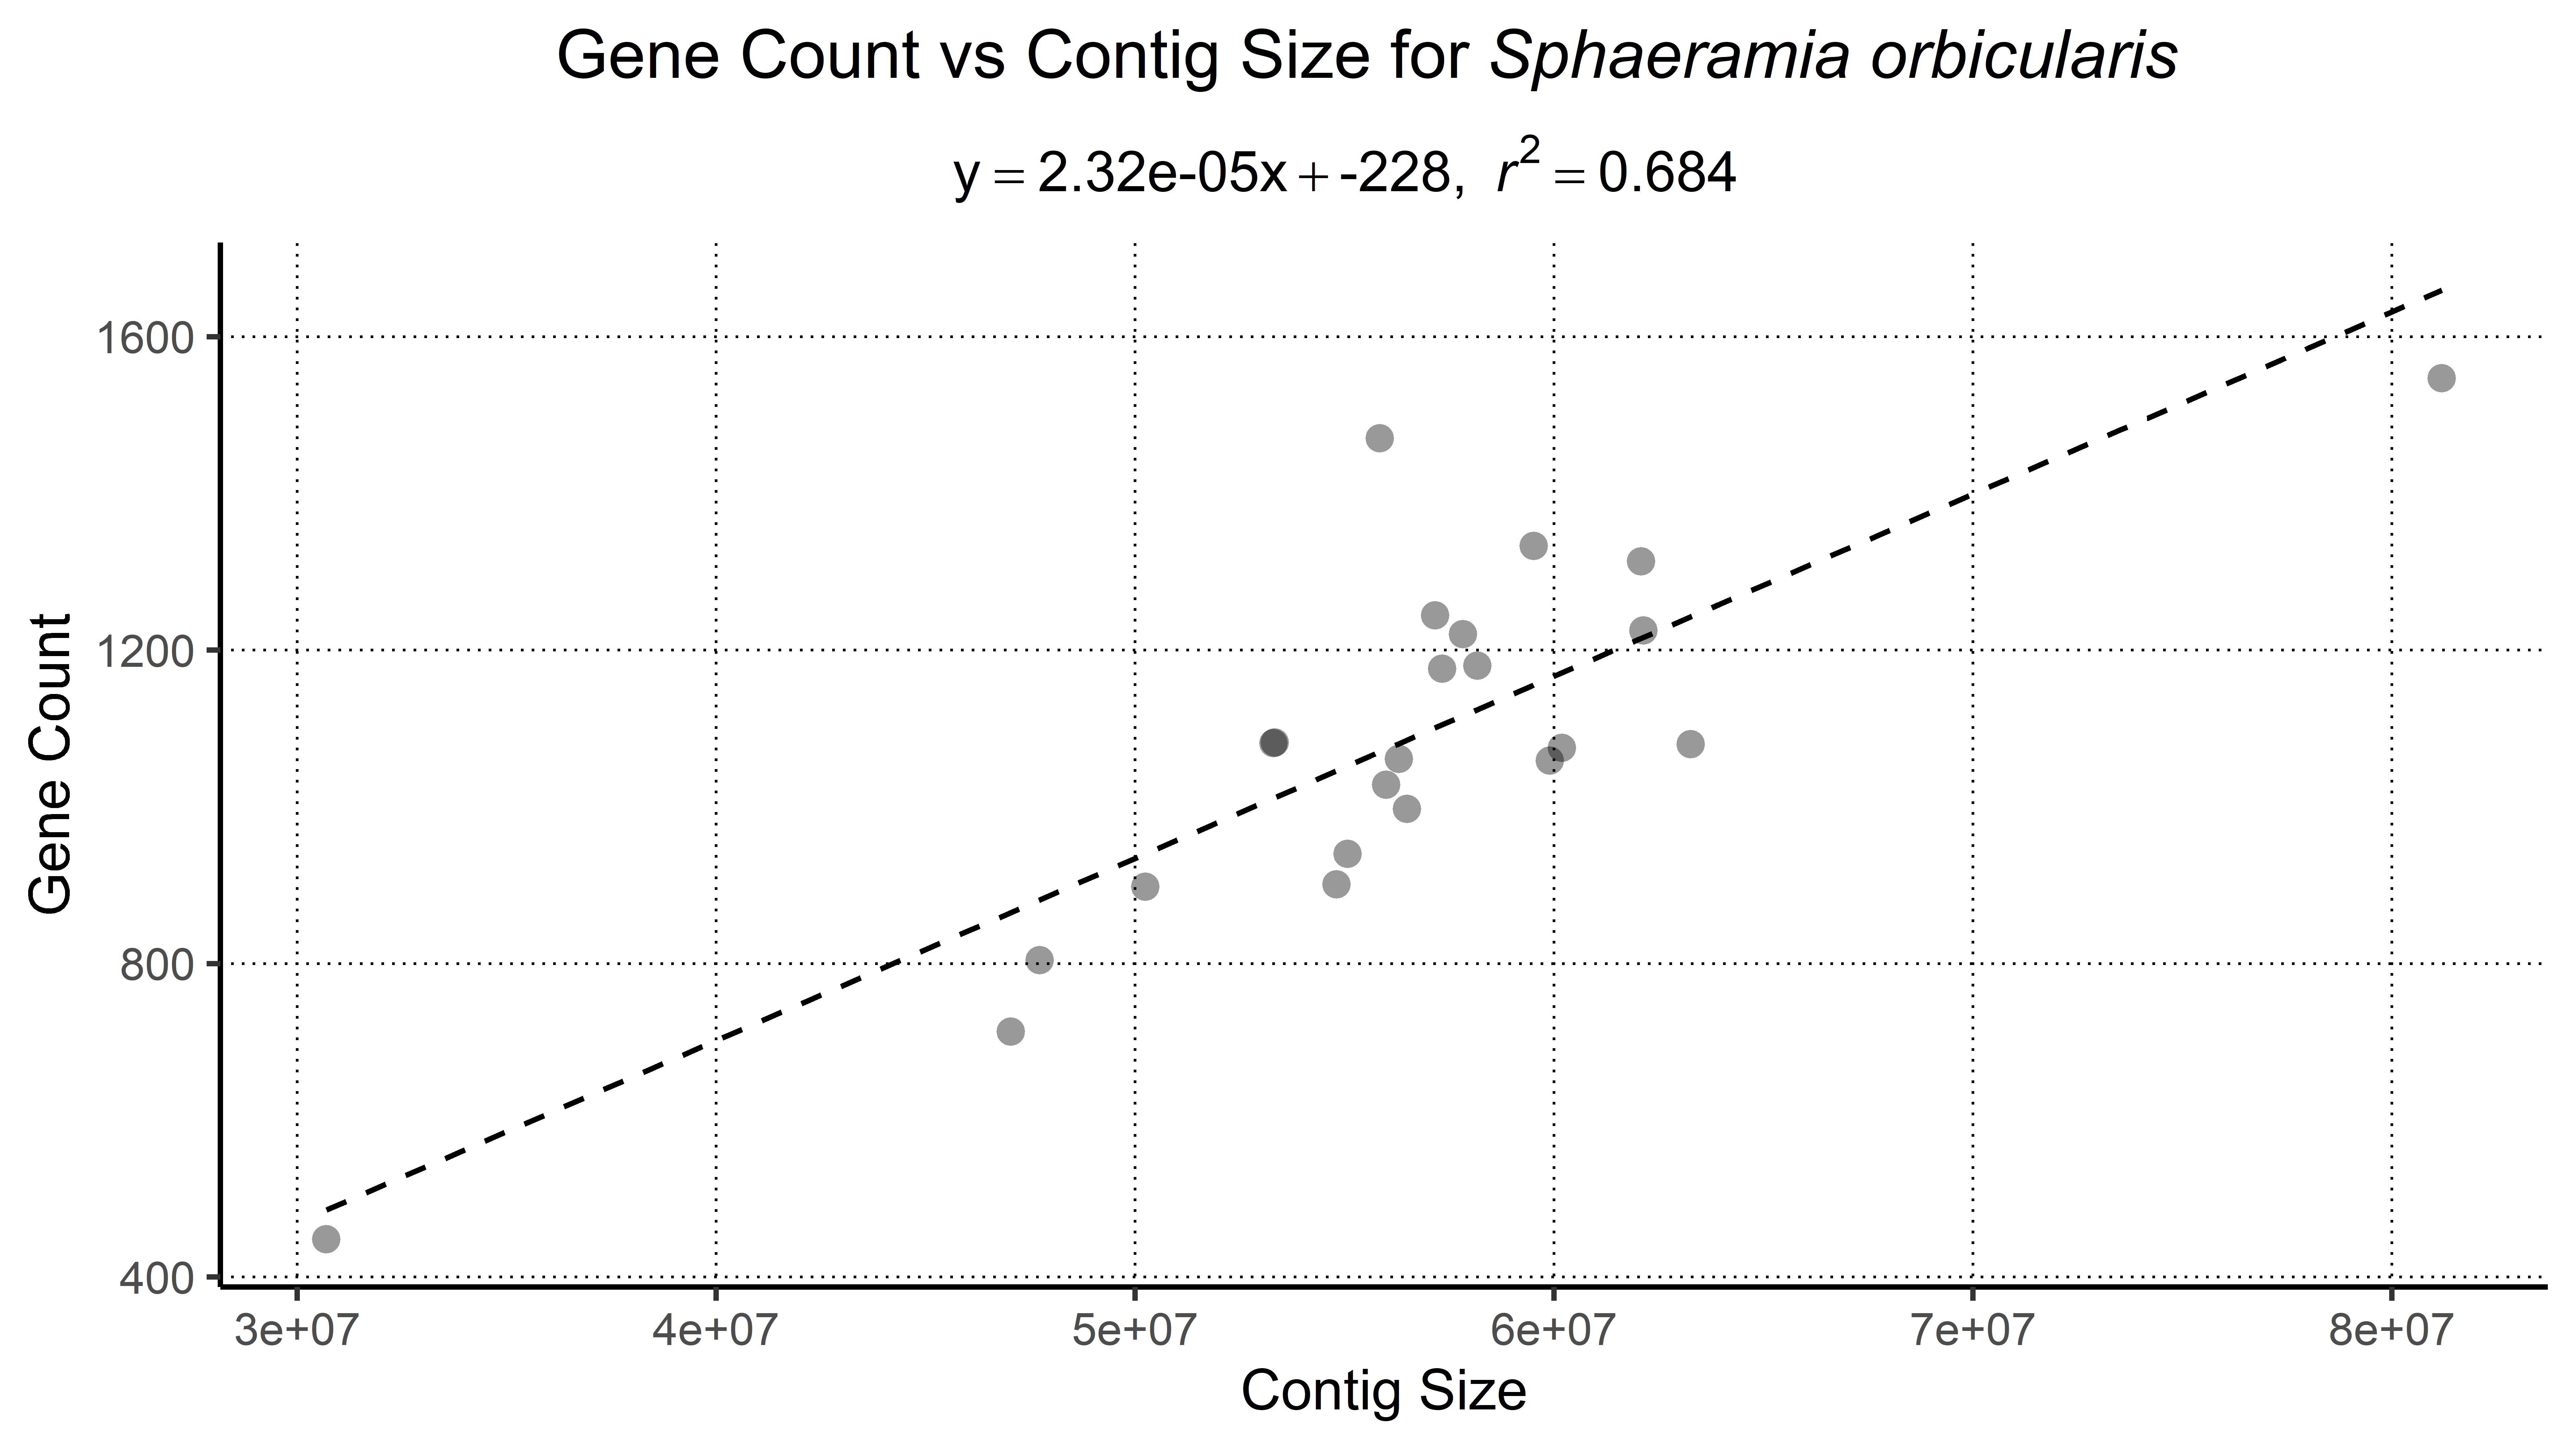 Gene Count vs Contig Size for Sphaeramia orbicularis
y = 2.32e-05x + -228, r² = 0.684
Gene Count
1600
1200
800
400
3e+07 4e+07 5e+07 6e+07 7e+07 8e+07
Contig Size